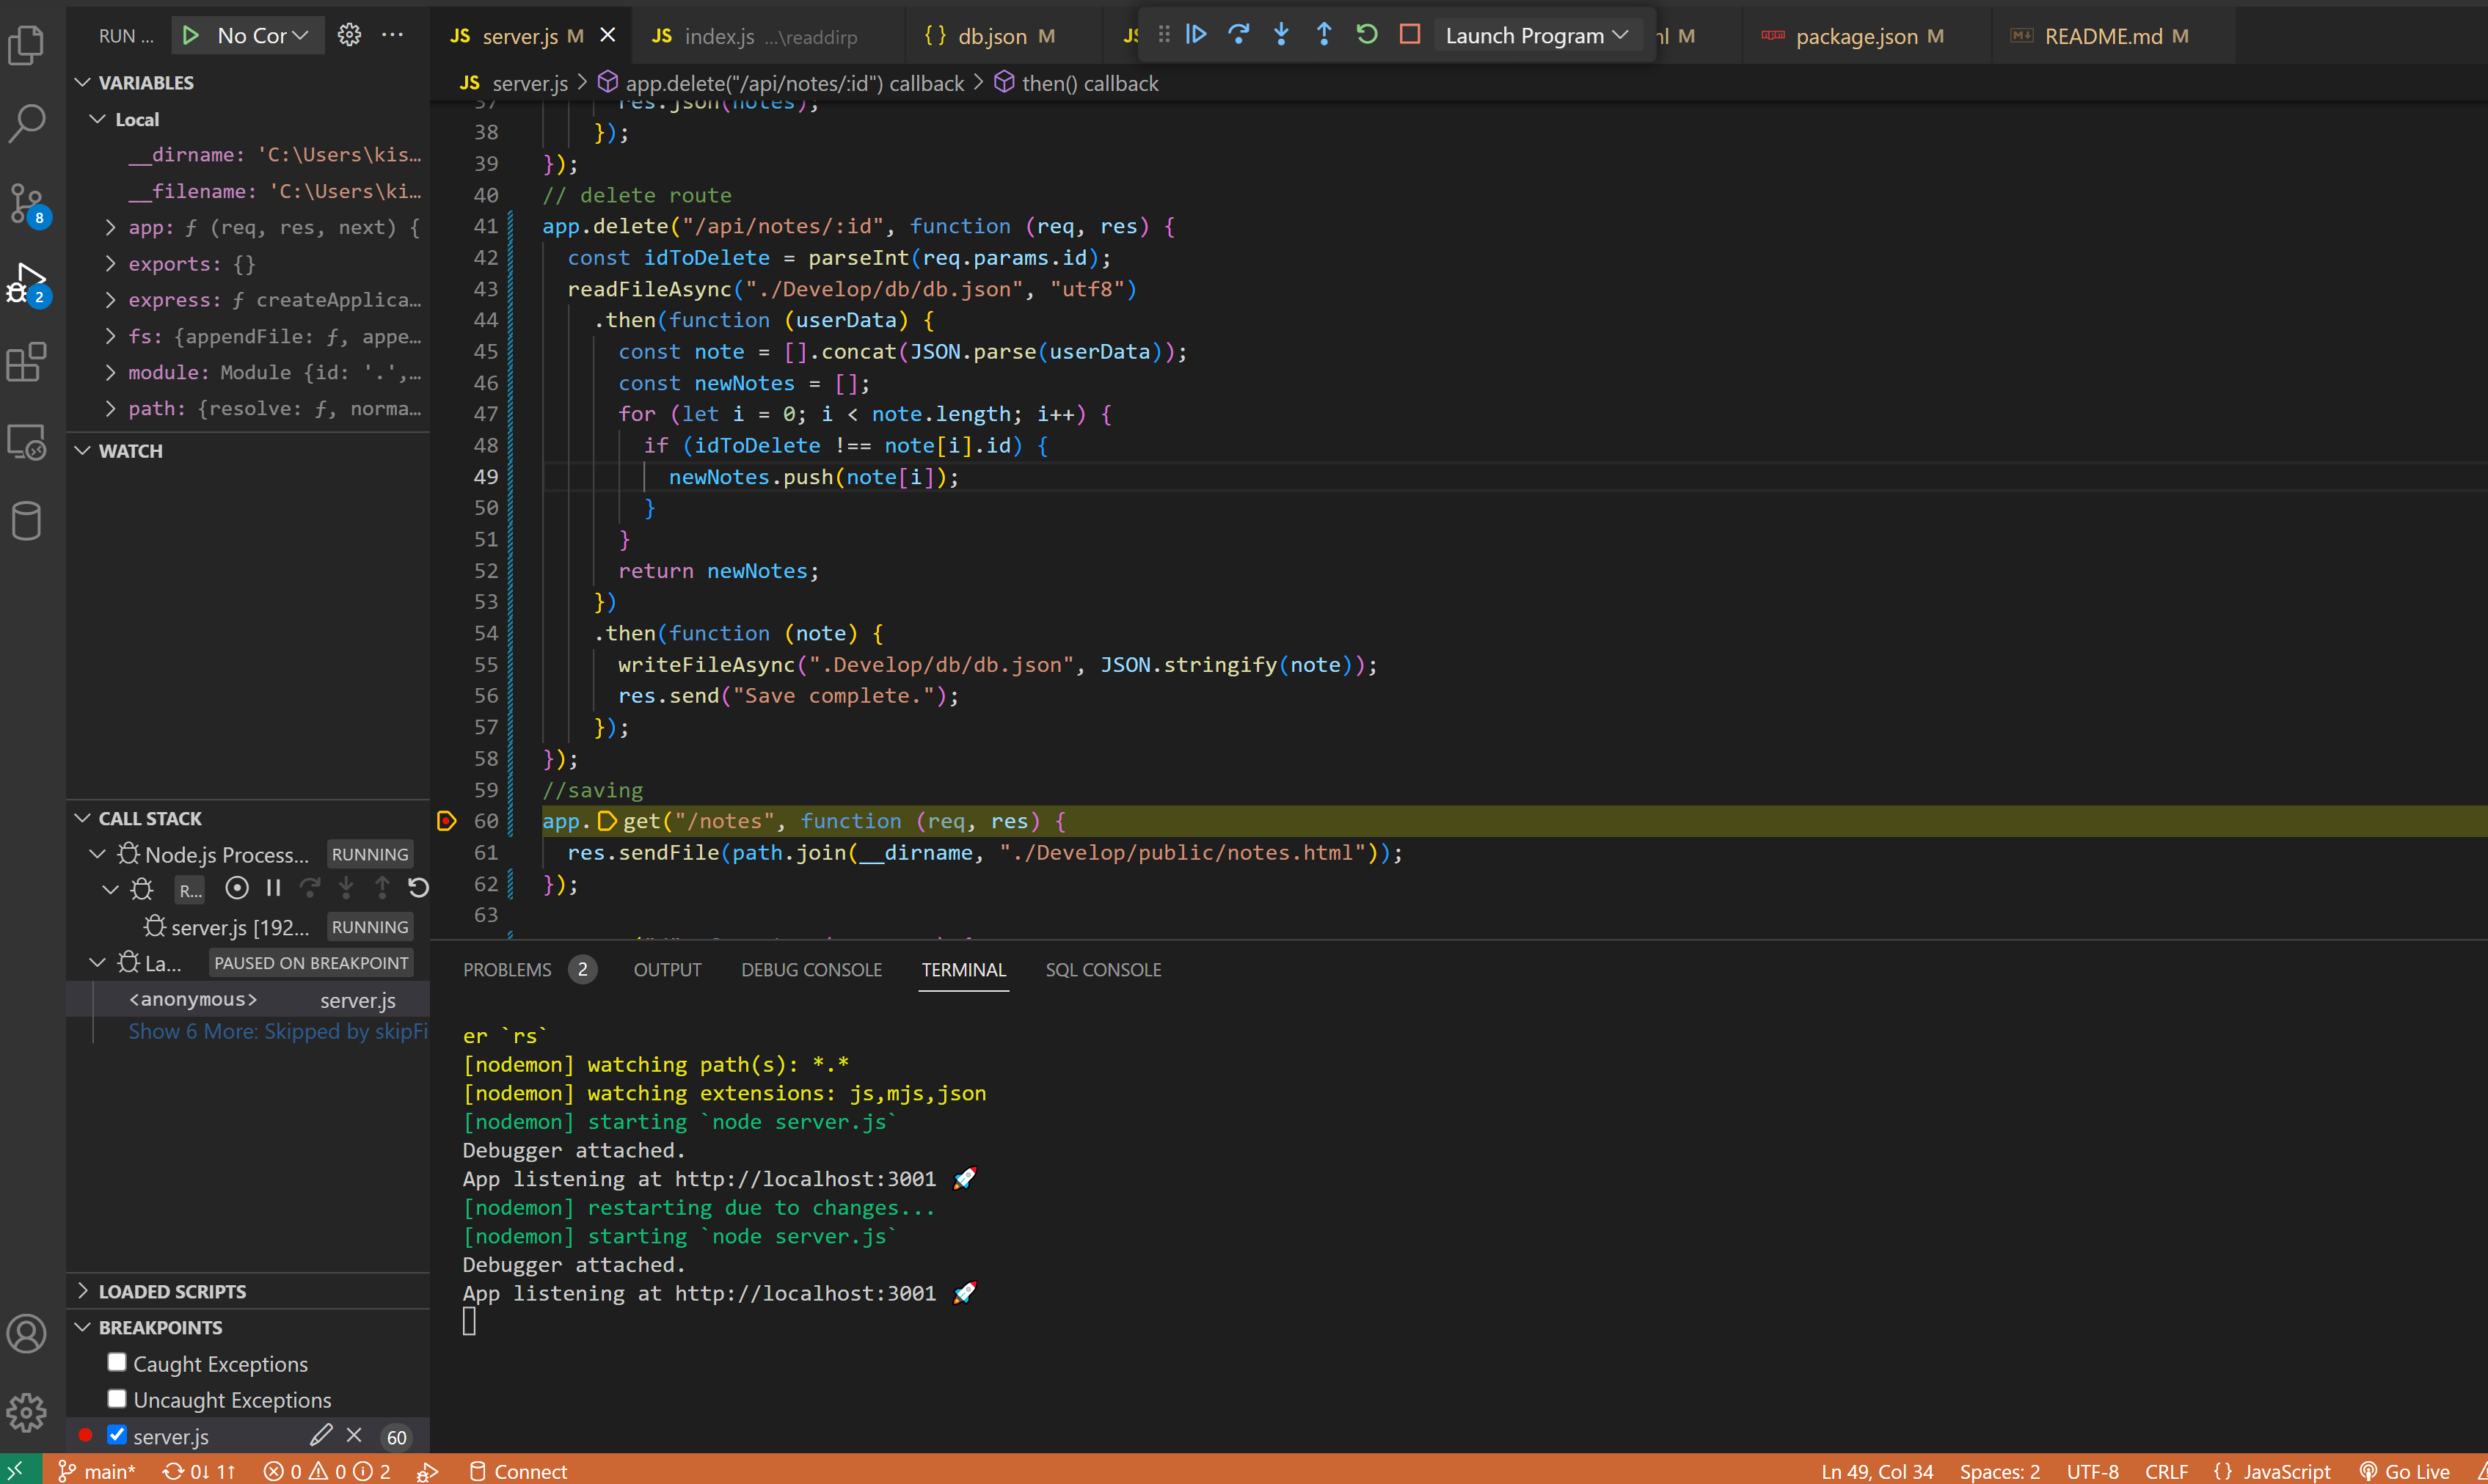 RUN ... No Cor
JS server.js M
JS index.js ...\readdirp
{} db.json M
JS
Launch Program
nl M
package.json M
README.md M
JS server.js > app.delete("/api/notes/:id") callback > then() callback
VARIABLES
Local
__dirname: 'C:\Users\kis…
__filename: 'C:\Users\ki…
app: ƒ (req, res, next) {
exports: {}
express: ƒ createApplica…
fs: {appendFile: ƒ, appe…
module: Module {id: '.',…
path: {resolve: ƒ, norma…
WATCH
CALL STACK
Node.js Process... RUNNING
R...
server.js [192... RUNNING
La... PAUSED ON BREAKPOINT
<anonymous> server.js
Show 6 More: Skipped by skipFi
LOADED SCRIPTS
BREAKPOINTS
Caught Exceptions
Uncaught Exceptions
server.js 60
8
2
37 res.json(notes);
38 });
39 });
40 // delete route
41 app.delete("/api/notes/:id", function (req, res) {
42 const idToDelete = parseInt(req.params.id);
43 readFileAsync("./Develop/db/db.json", "utf8")
44 .then(function (userData) {
45 const note = [].concat(JSON.parse(userData));
46 const newNotes = [];
47 for (let i = 0; i < note.length; i++) {
48 if (idToDelete !== note[i].id) {
49 newNotes.push(note[i]);
50 }
51 }
52 return newNotes;
53 })
54 .then(function (note) {
55 writeFileAsync(".Develop/db/db.json", JSON.stringify(note));
56 res.send("Save complete.");
57 });
58 });
59 //saving
60 app.get("/notes", function (req, res) {
61 res.sendFile(path.join(__dirname, "./Develop/public/notes.html"));
62 });
63
PROBLEMS 2 OUTPUT DEBUG CONSOLE TERMINAL SQL CONSOLE
er `rs`
[nodemon] watching path(s): *.*
[nodemon] watching extensions: js,mjs,json
[nodemon] starting `node server.js`
Debugger attached.
App listening at http://localhost:3001 🚀
[nodemon] restarting due to changes...
[nodemon] starting `node server.js`
Debugger attached.
App listening at http://localhost:3001 🚀
main* 0↓ 1↑ 0 0 2 Connect Ln 49, Col 34 Spaces: 2 UTF-8 CRLF {} JavaScript Go Live